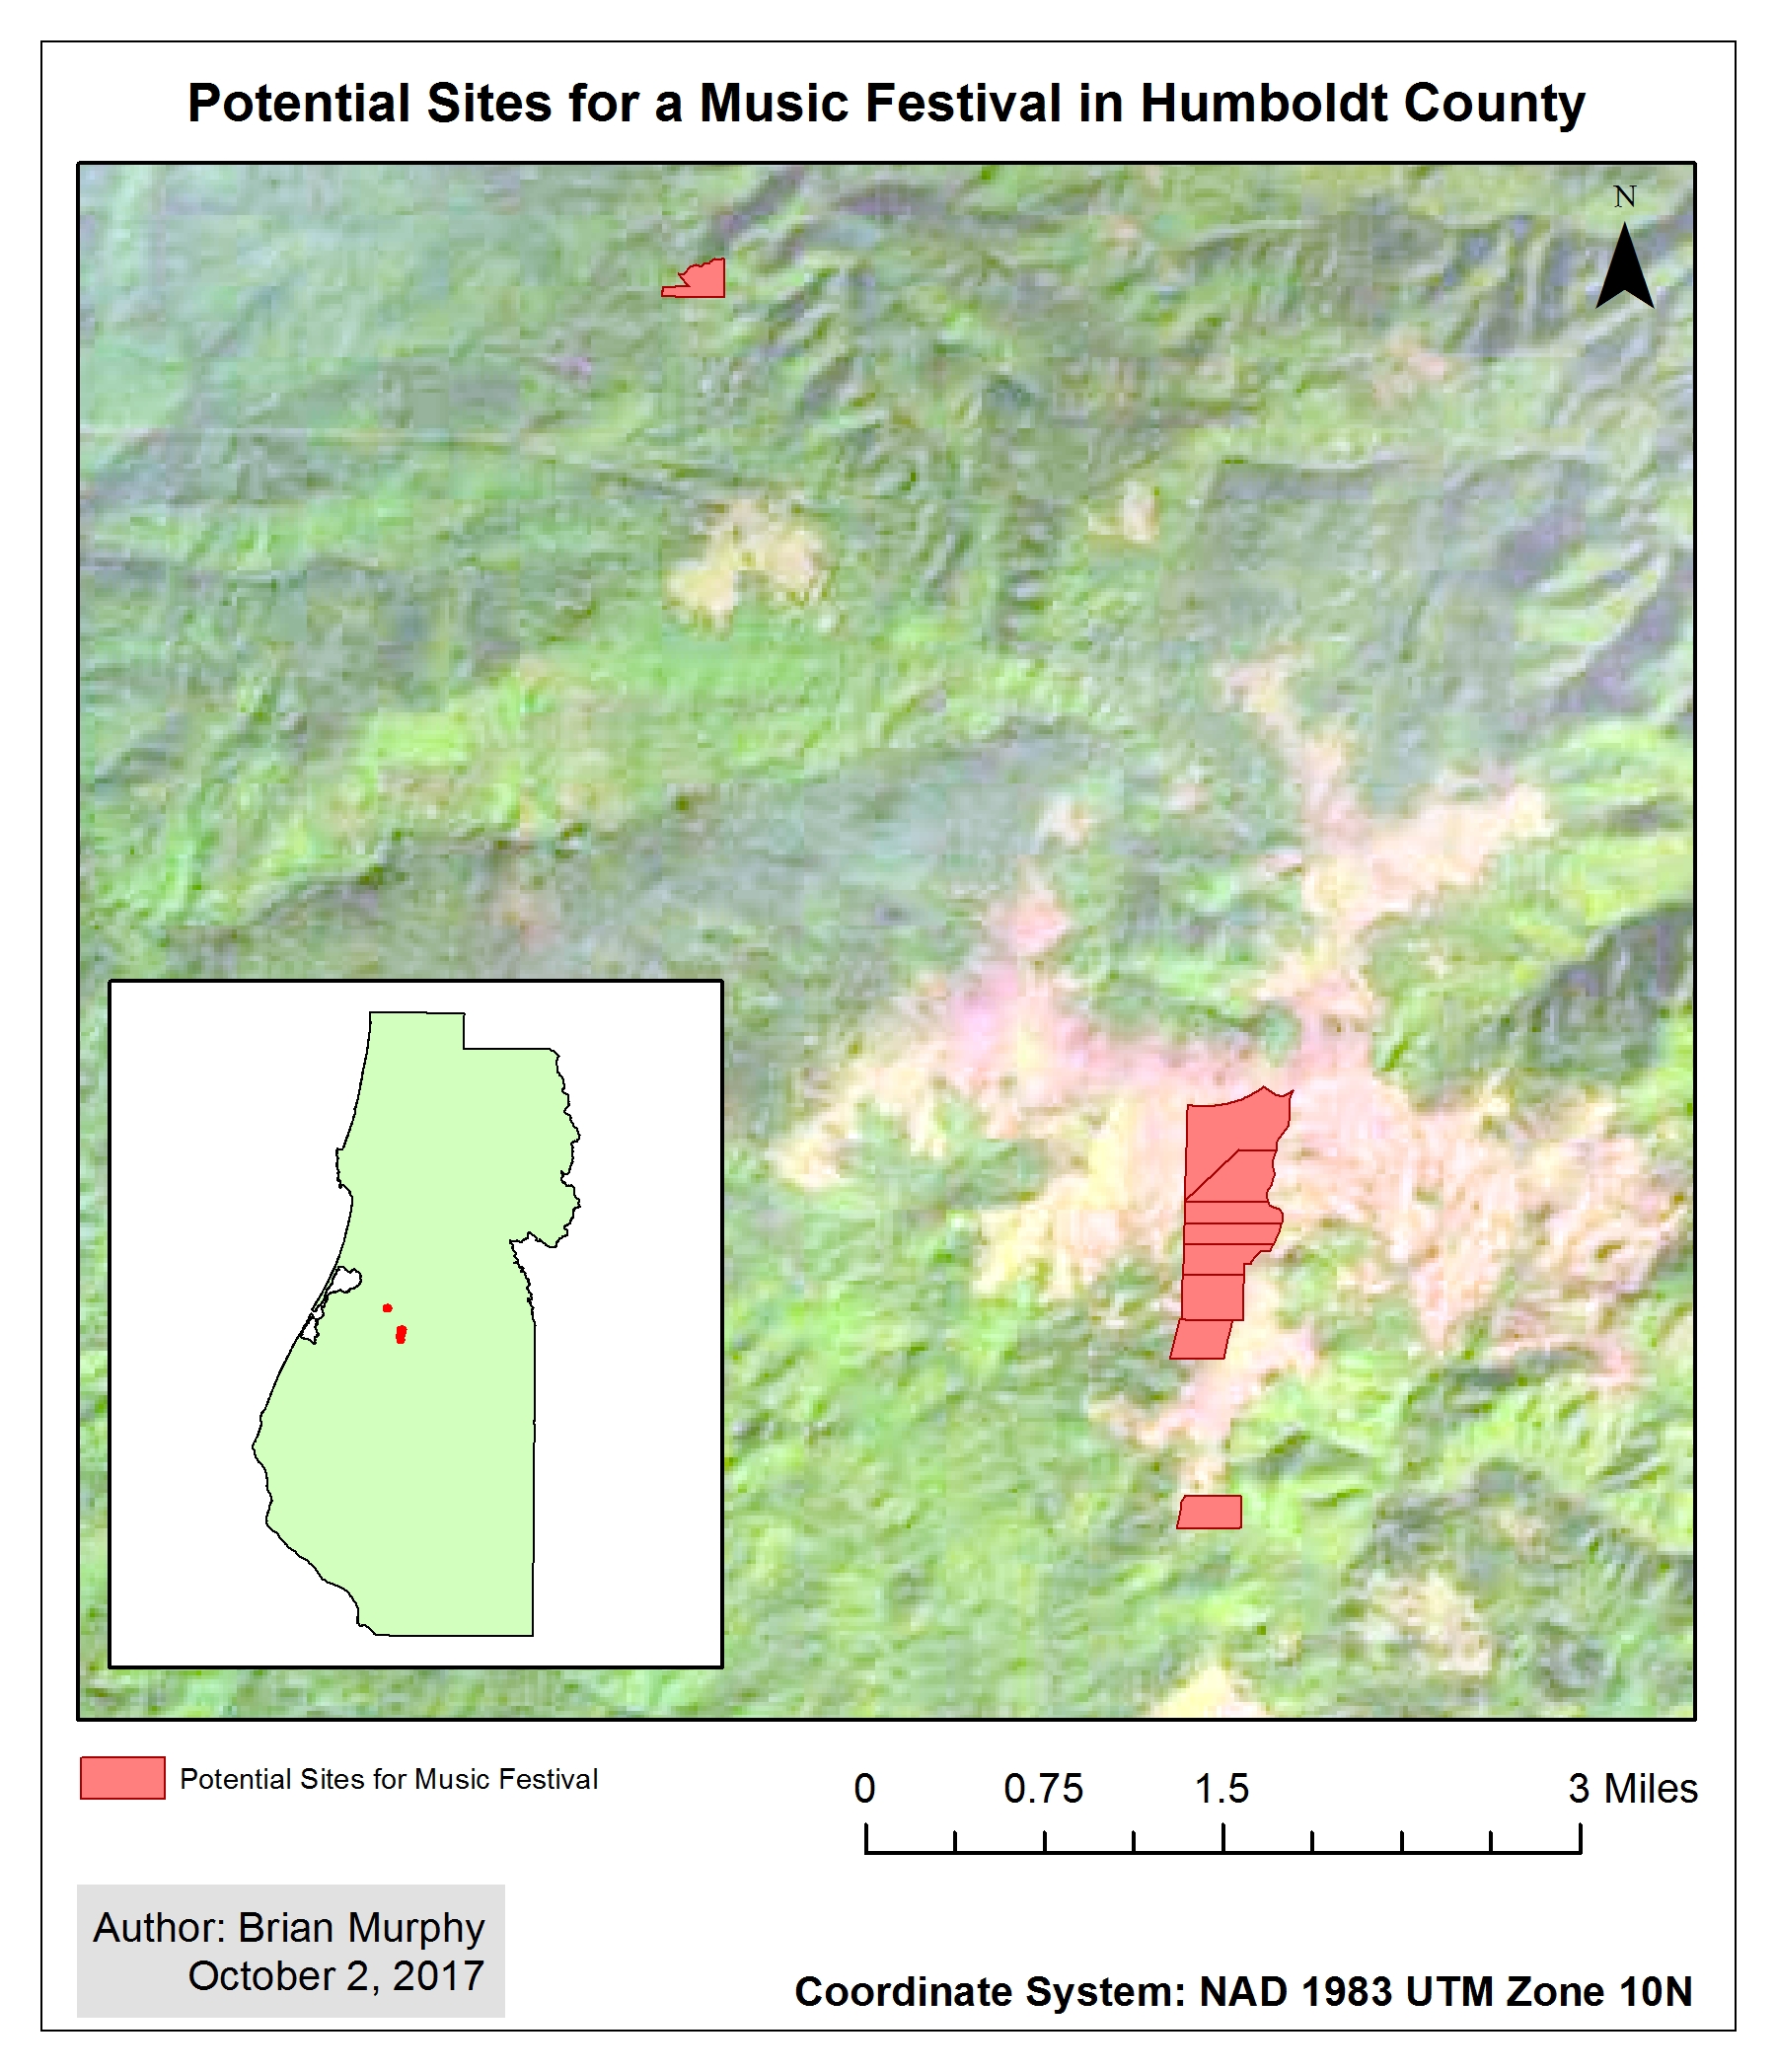 Potential Sites for a Music Festival in Humboldt County
N
Potential Sites for Music Festival
0 0.75 1.5 3 Miles
Author: Brian Murphy
October 2, 2017
Coordinate System: NAD 1983 UTM Zone 10N